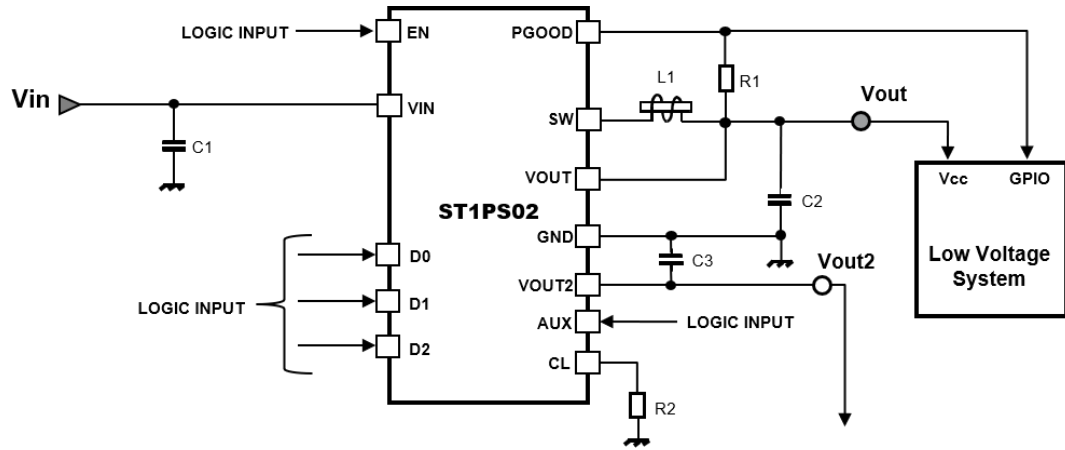 LOGIC INPUT
EN
PGOOD
L1
R1
Vin
VIN
SW
Vout
C1
VOUT
Vcc
GPIO
ST1PS02
C2
GND
Low Voltage
System
D0
C3
Vout2
VOUT2
LOGIC INPUT
D1
AUX
LOGIC INPUT
D2
CL
R2